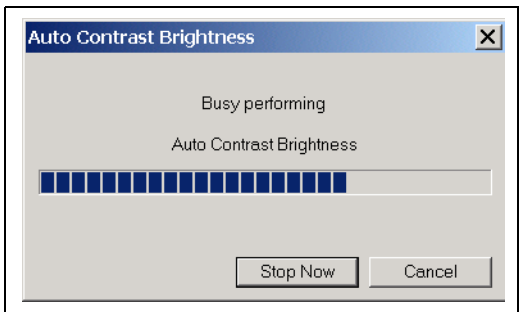 Auto Contrast Brightness
Busy performing
Auto Contrast Brightness
Stop Now
Cancel